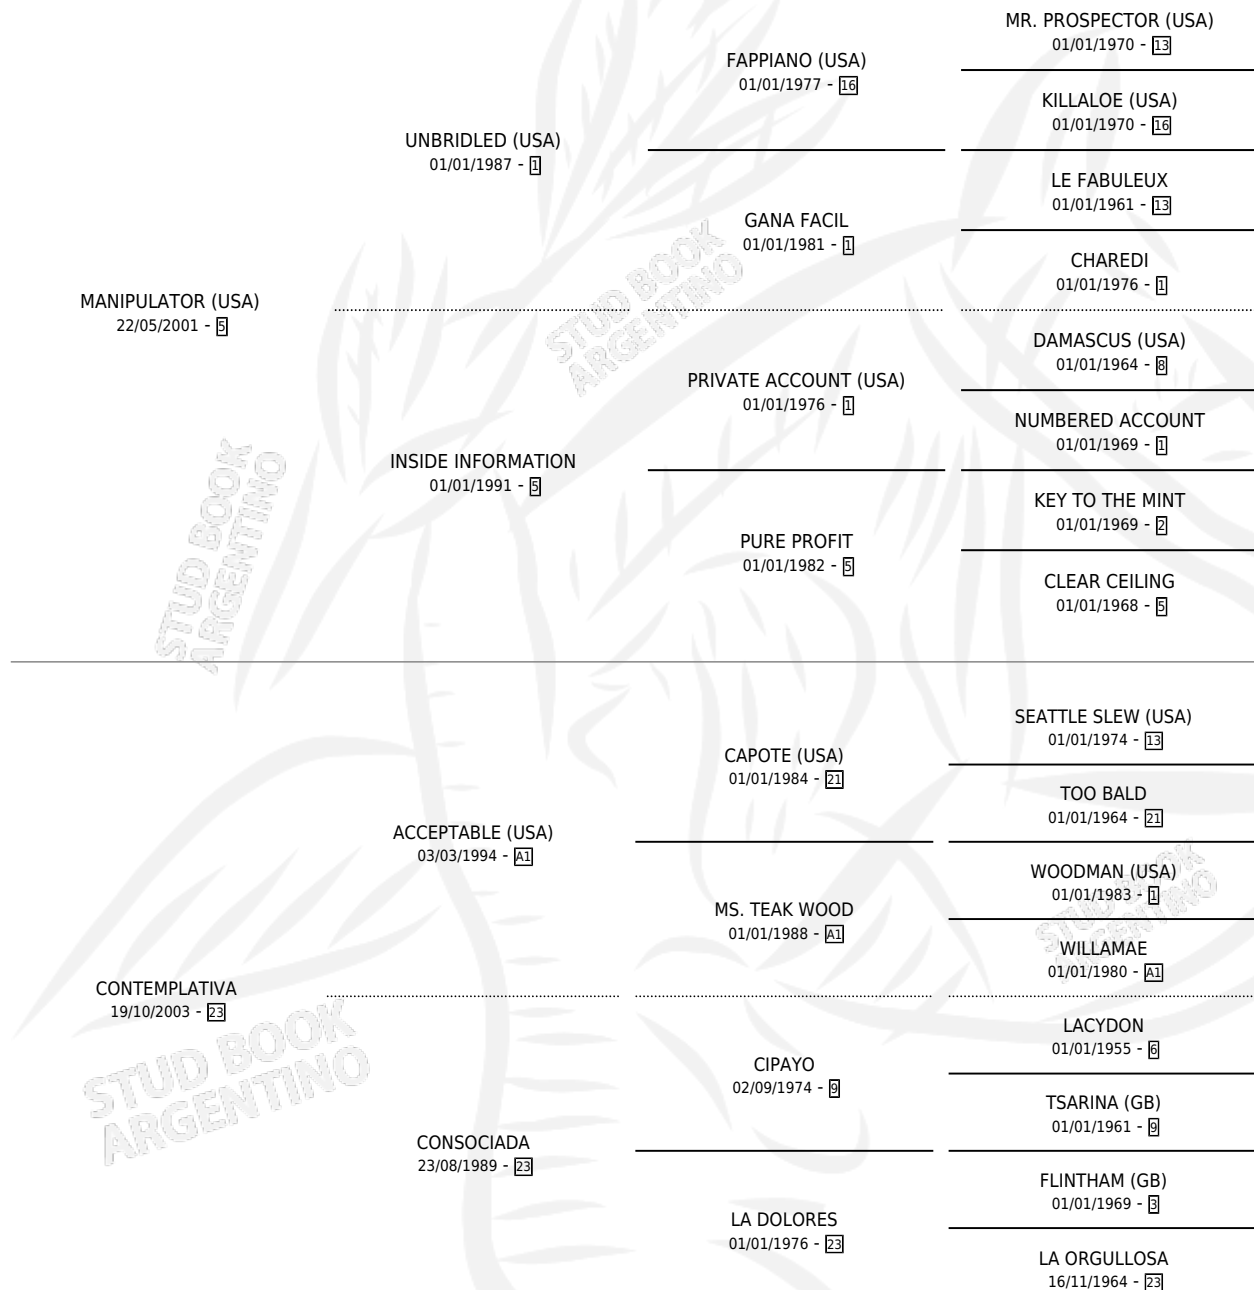 MR. PROSPECTOR (USA)
01/01/1970 - 13
FAPPIANO (USA)
01/01/1977 - 16
KILLALOE (USA)
01/01/1970 - 16
UNBRIDLED (USA)
01/01/1987 - 1
LE FABULEUX
01/01/1961 - 13
GANA FACIL
01/01/1981 - 1
CHAREDI
01/01/1976 - 1
MANIPULATOR (USA)
22/05/2001 - 5
DAMASCUS (USA)
01/01/1964 - 8
PRIVATE ACCOUNT (USA)
01/01/1976 - 1
NUMBERED ACCOUNT
01/01/1969 - 1
INSIDE INFORMATION
01/01/1991 - 5
KEY TO THE MINT
01/01/1969 - 2
PURE PROFIT
01/01/1982 - 5
CLEAR CEILING
01/01/1968 - 5
STUD BOOK
ARGENTINO
STUD BOOK
ARGENTINO
SEATTLE SLEW (USA)
01/01/1974 - 13
CAPOTE (USA)
01/01/1984 - 21
TOO BALD
01/01/1964 - 21
ACCEPTABLE (USA)
03/03/1994 - A1
WOODMAN (USA)
01/01/1983 - 1
MS. TEAK WOOD
01/01/1988 - A1
WILLAMAE
01/01/1980 - A1
CONTEMPLATIVA
19/10/2003 - 23
LACYDON
01/01/1955 - 6
CIPAYO
02/09/1974 - 9
TSARINA (GB)
01/01/1961 - 9
CONSOCIADA
23/08/1989 - 23
FLINTHAM (GB)
01/01/1969 - 3
LA DOLORES
01/01/1976 - 23
LA ORGULLOSA
16/11/1964 - 23
STUD BOOK
ARGENTINO
STUD BOOK
ARGENTINO